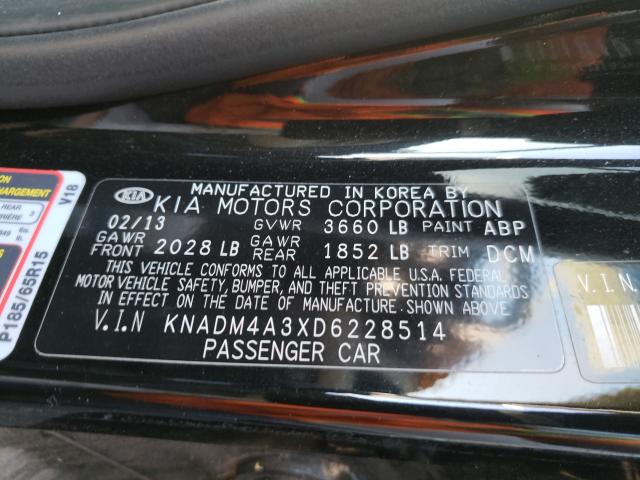 MANUFACTURED IN KOREA BY
KIA KIA MOTORS CORPORATION
02/13 GVWR 3660 LB PAINT ABP
GAWR FRONT 2028 LB GAWR REAR 1852 LB TRIM DCM
THIS VEHICLE CONFORMS TO ALL APPLICABLE U.S.A. FEDERAL
MOTOR VEHICLE SAFETY, BUMPER, AND THEFT PREVENTION STANDARDS
IN EFFECT ON THE DATE OF MANUFACTURE SHOWN ABOVE
V.I.N KNADM4A3XD6228514
PASSENGER CAR
CHARGEMENT
REAR 3
V18
P185/65R15
V.I.N.